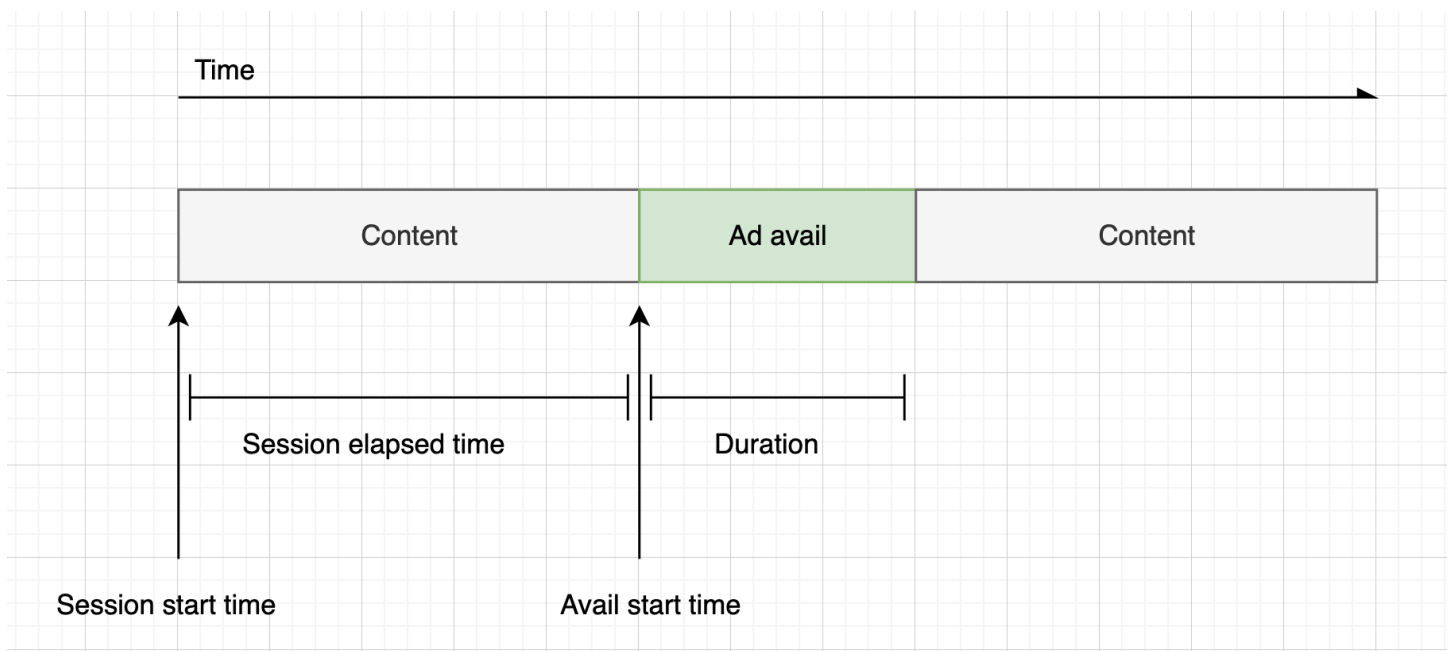 Time
Content
Ad avail
Content
Session elapsed time
Duration
Session start time
Avail start time